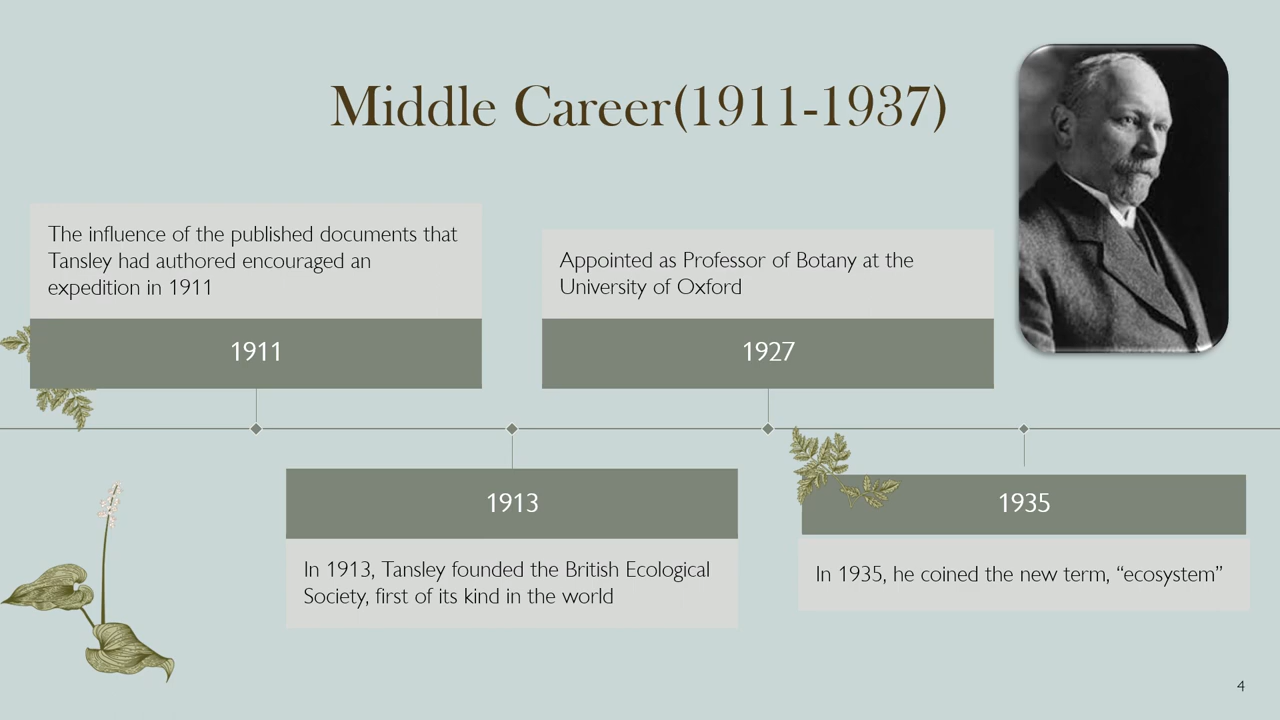 Middle Career(1911-1937)
The influence of the published documents that
Tansley had authored encouraged an
expedition in 1911
1911
Appointed as Professor of Botany at the
University of Oxford
1927
1913
In 1913, Tansley founded the British Ecological
Society, first of its kind in the world
1935
In 1935, he coined the new term, “ecosystem”
4